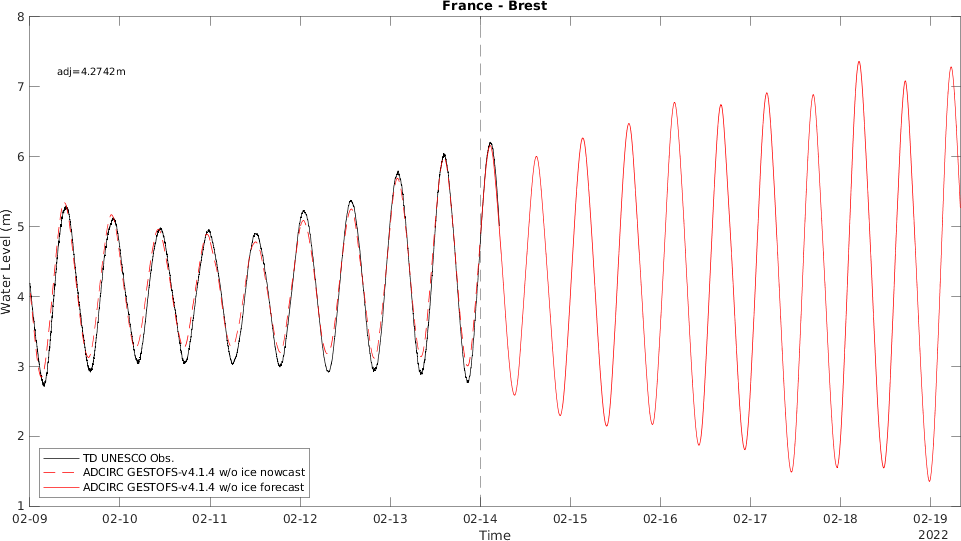 France - Brest
8
7
6
5
4
3
2
1
adj=4.2742m
Water Level (m)
TD UNESCO Obs.
ADCIRC GESTOFS-v4.1.4 w/o ice nowcast
ADCIRC GESTOFS-v4.1.4 w/o ice forecast
02-09 02-10 02-11 02-12 02-13 02-14 02-15 02-16 02-17 02-18 02-19
Time
2022